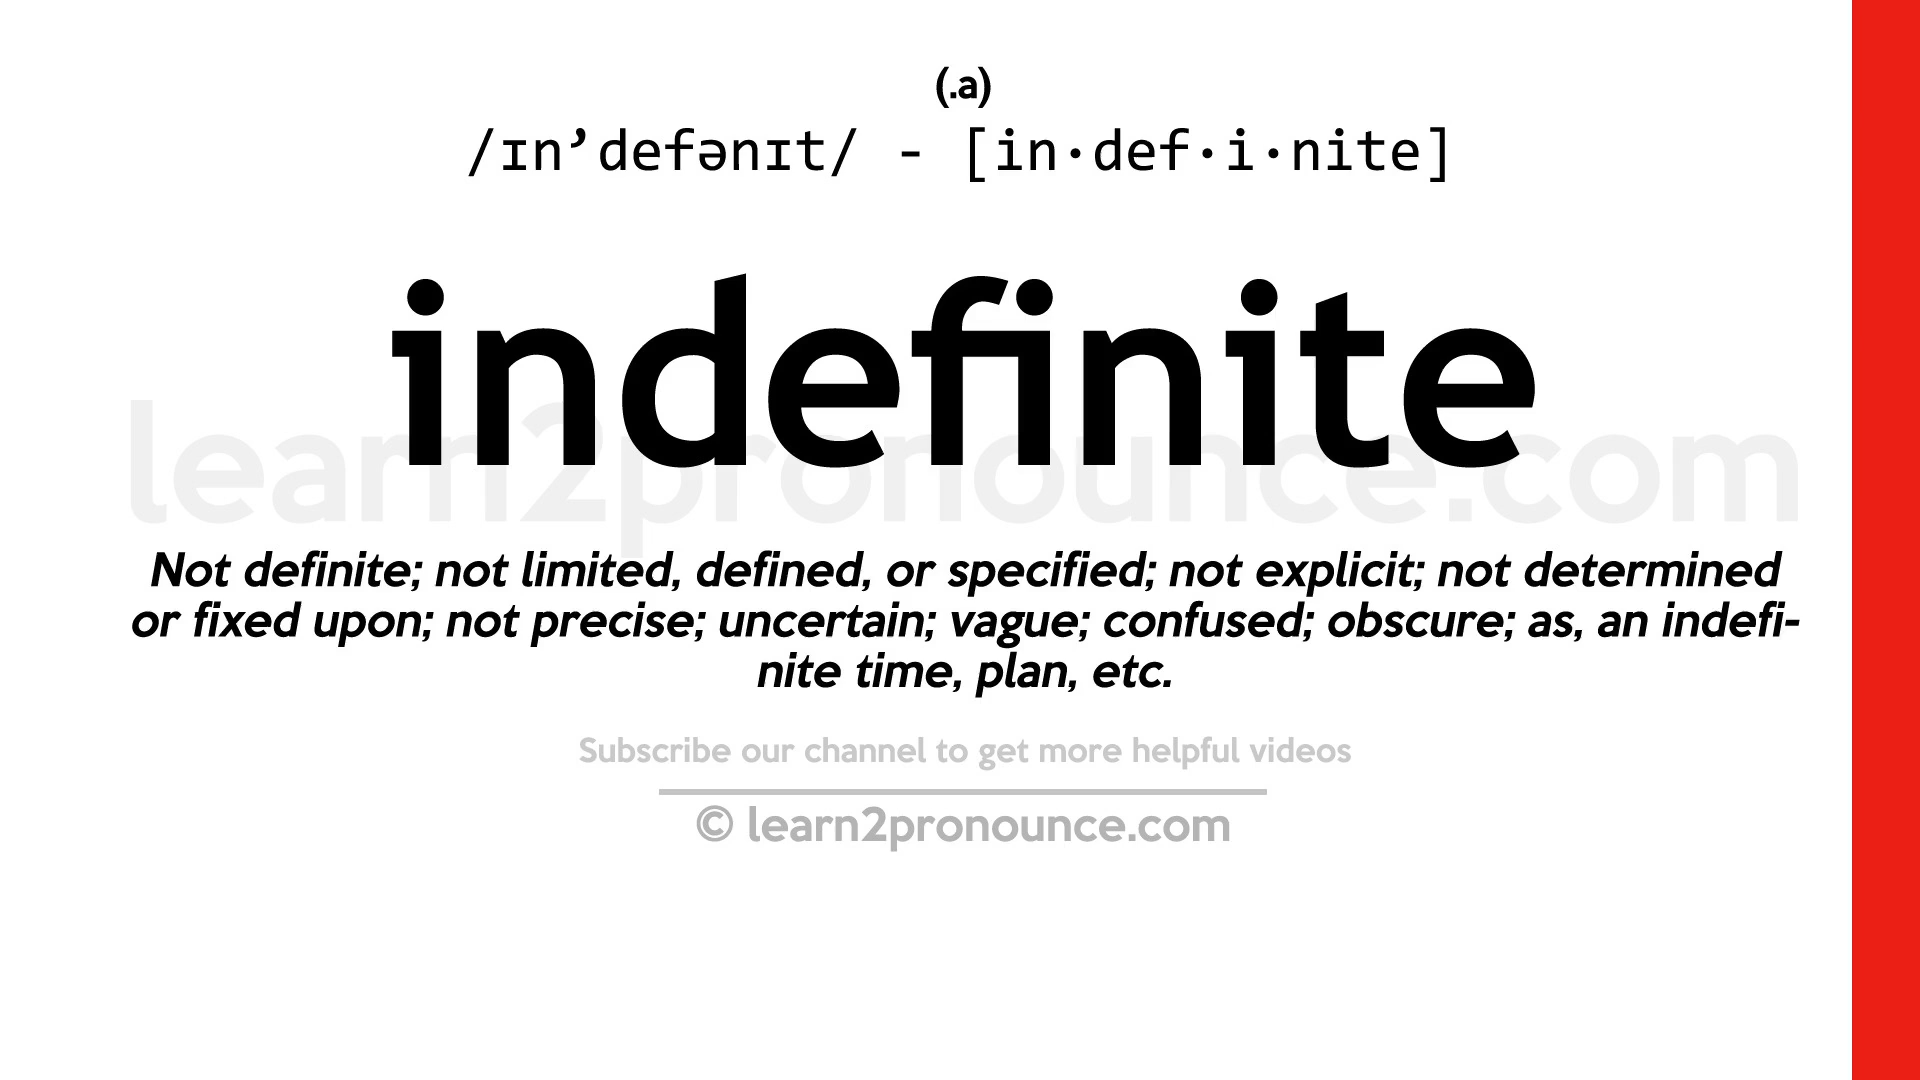 (.a)
/ɪn’defənɪt/ - [in·def·i·nite]
indefinite
learn2pronounce.com
Not definite; not limited, defined, or specified; not explicit; not determined
or fixed upon; not precise; uncertain; vague; confused; obscure; as, an indefi-
nite time, plan, etc.
Subscribe our channel to get more helpful videos
© learn2pronounce.com